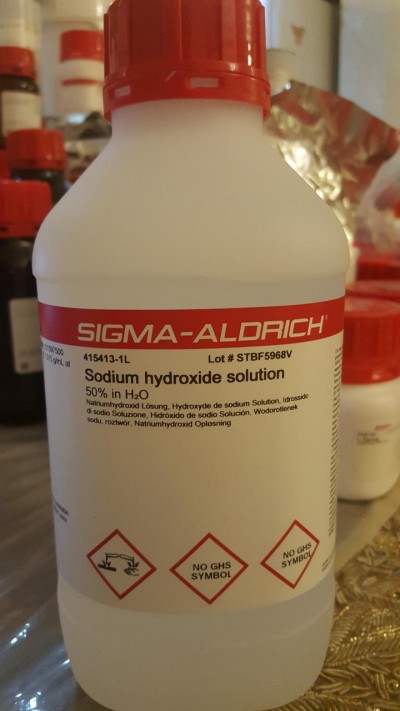 SIGMA-ALDRICH®
415413-1L Lot # STBF5968V
Sodium hydroxide solution
50% in H₂O
Natriumhydroxid Lösung, Hydroxyde de sodium Solution, Idrossido
di sodio Soluzione, Hidróxido de sodio Solución, Wodorotlenek
sodu, roztwór, Natriumhydroxid Opløsning
NO GHS
SYMBOL
NO GHS
SYMBOL